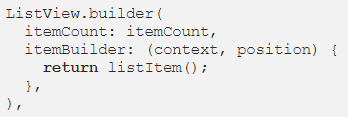 ListView.builder(
  itemCount: itemCount,
  itemBuilder: (context, position) {
    return listItem();
  },
),